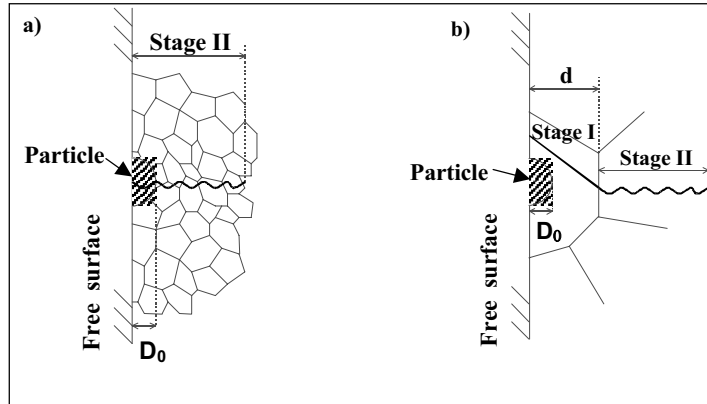 a)
Stage II
Particle
Free surface
D₀
b)
d
Stage I
Stage II
Particle
D₀
Free surface